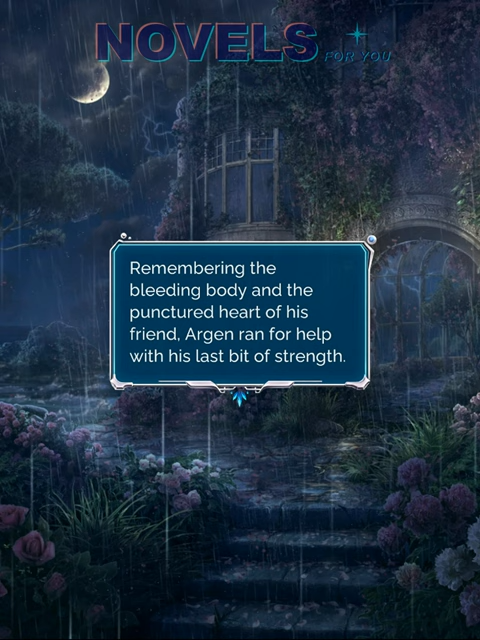 NOVELS
FOR YOU
Remembering the
bleeding body and the
punctured heart of his
friend, Argen ran for help
with his last bit of strength.